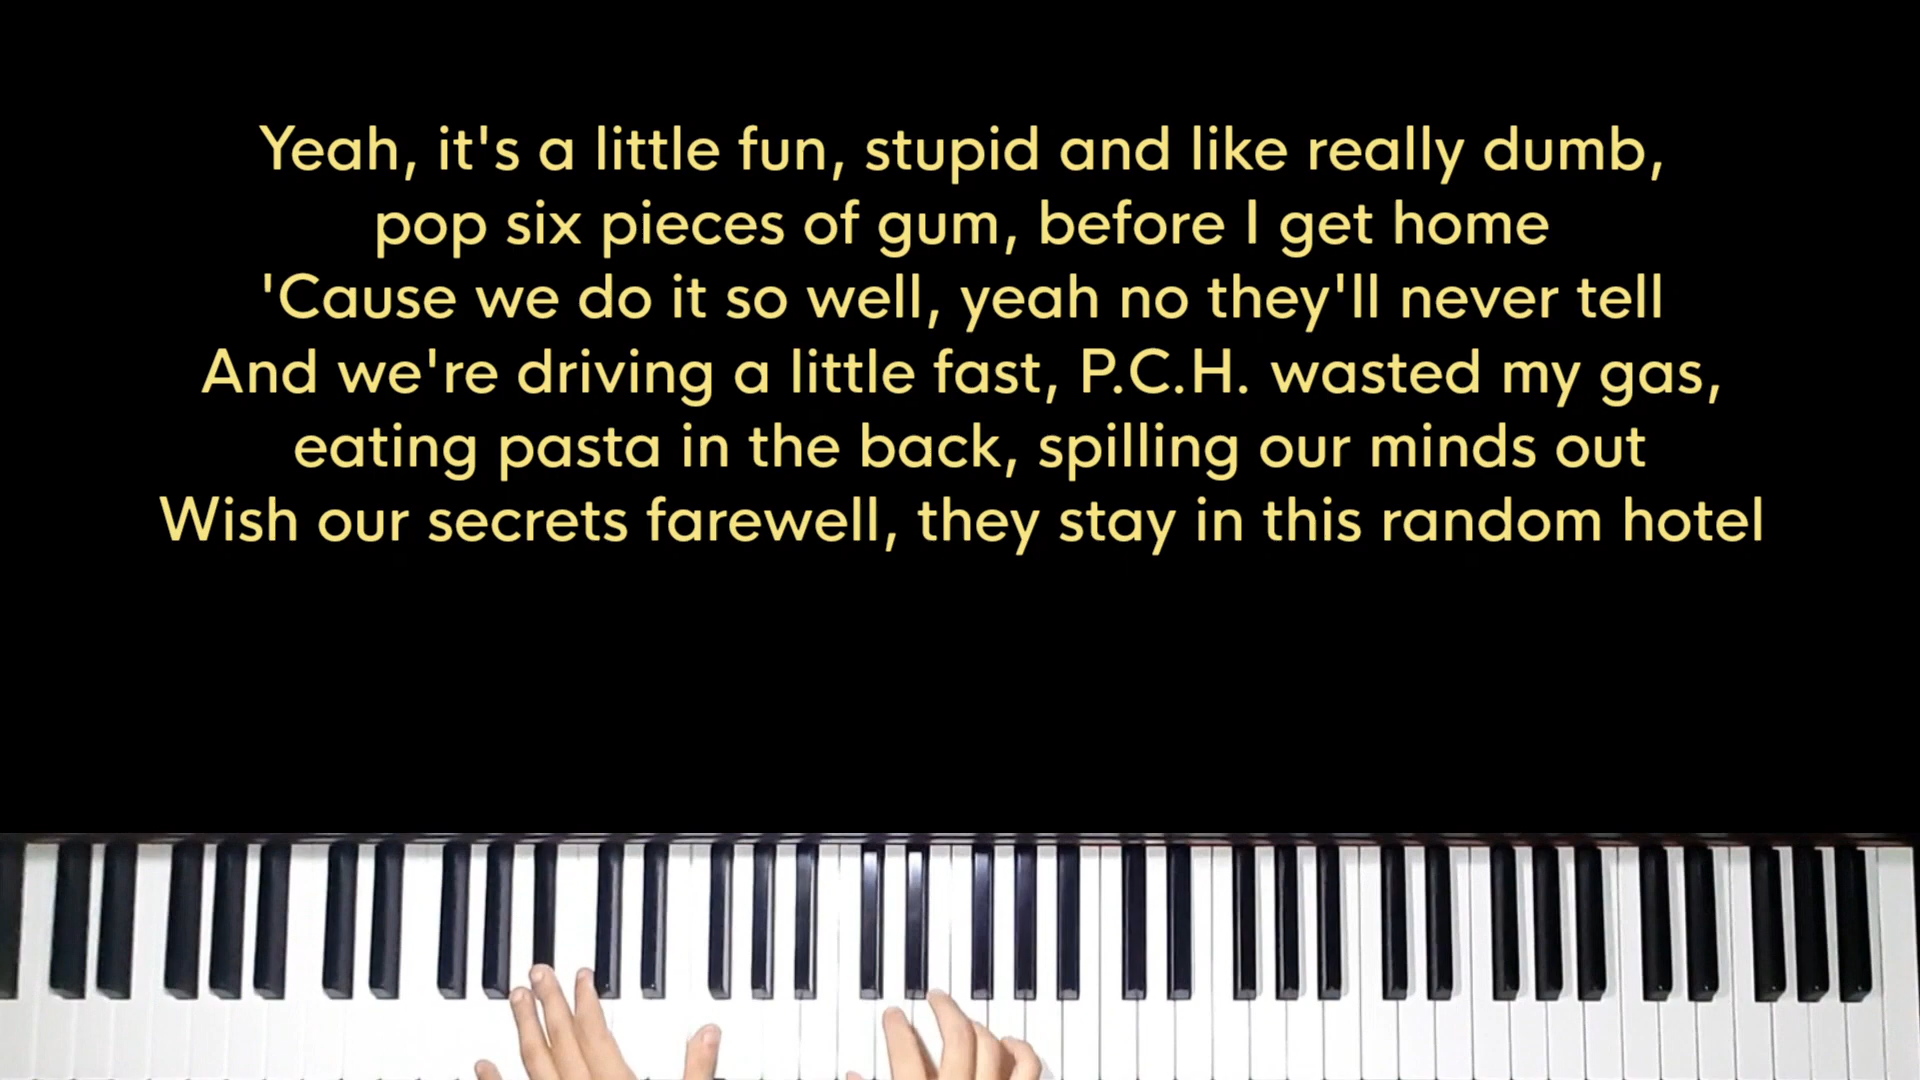 Yeah, it's a little fun, stupid and like really dumb,
pop six pieces of gum, before I get home
'Cause we do it so well, yeah no they'll never tell
And we're driving a little fast, P.C.H. wasted my gas,
eating pasta in the back, spilling our minds out
Wish our secrets farewell, they stay in this random hotel